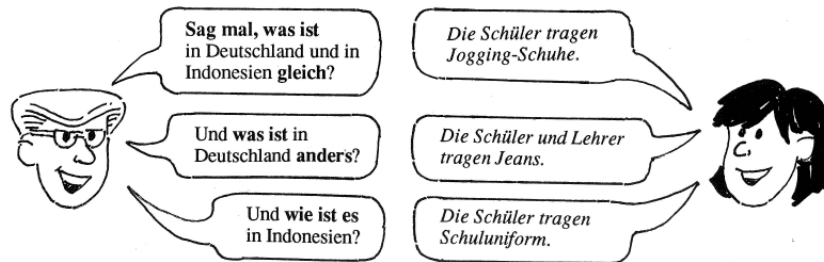 Sag mal, was ist
in Deutschland und in
Indonesien gleich?
Die Schüler tragen
Jogging-Schuhe.
Und was ist in
Deutschland anders?
Die Schüler und Lehrer
tragen Jeans.
Und wie ist es
in Indonesien?
Die Schüler tragen
Schuluniform.